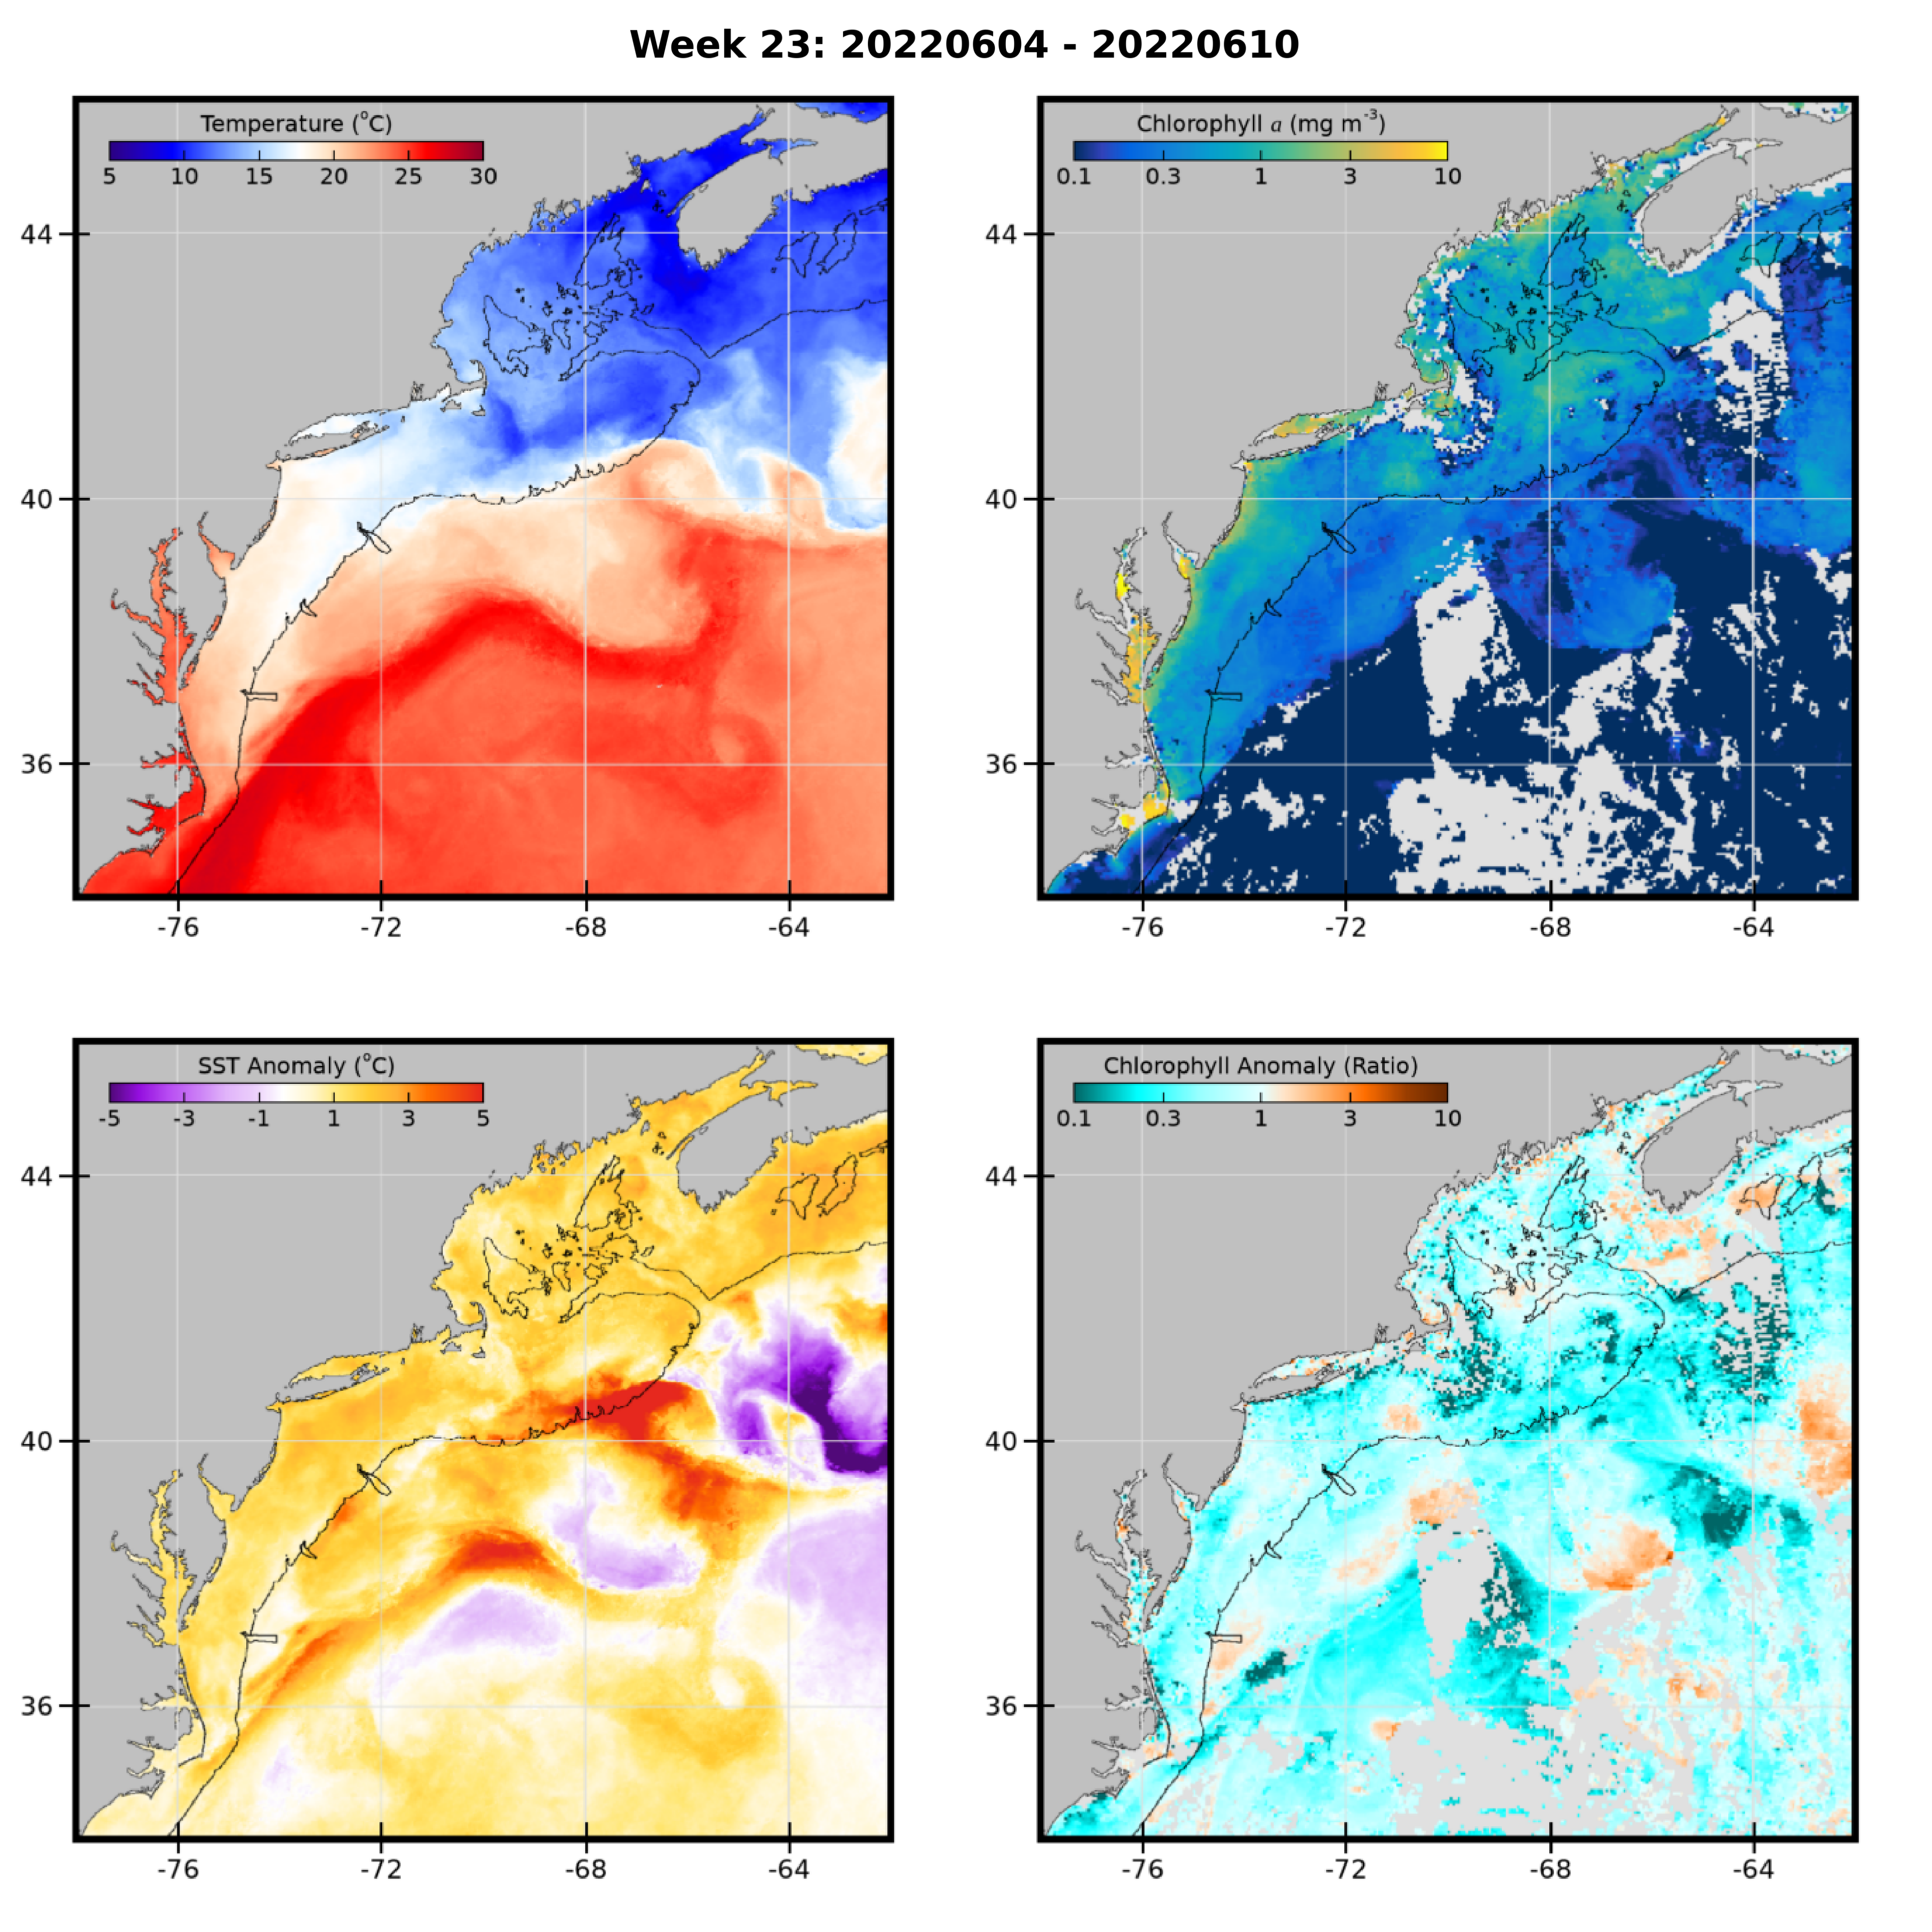 Week 23: 20220604 - 20220610
Temperature (°C)
5 10 15 20 25 30
44
40
36
-76 -72 -68 -64
Chlorophyll a (mg m⁻³)
0.1 0.3 1 3 10
44
40
36
-76 -72 -68 -64
SST Anomaly (°C)
-5 -3 -1 1 3 5
44
40
36
-76 -72 -68 -64
Chlorophyll Anomaly (Ratio)
0.1 0.3 1 3 10
44
40
36
-76 -72 -68 -64